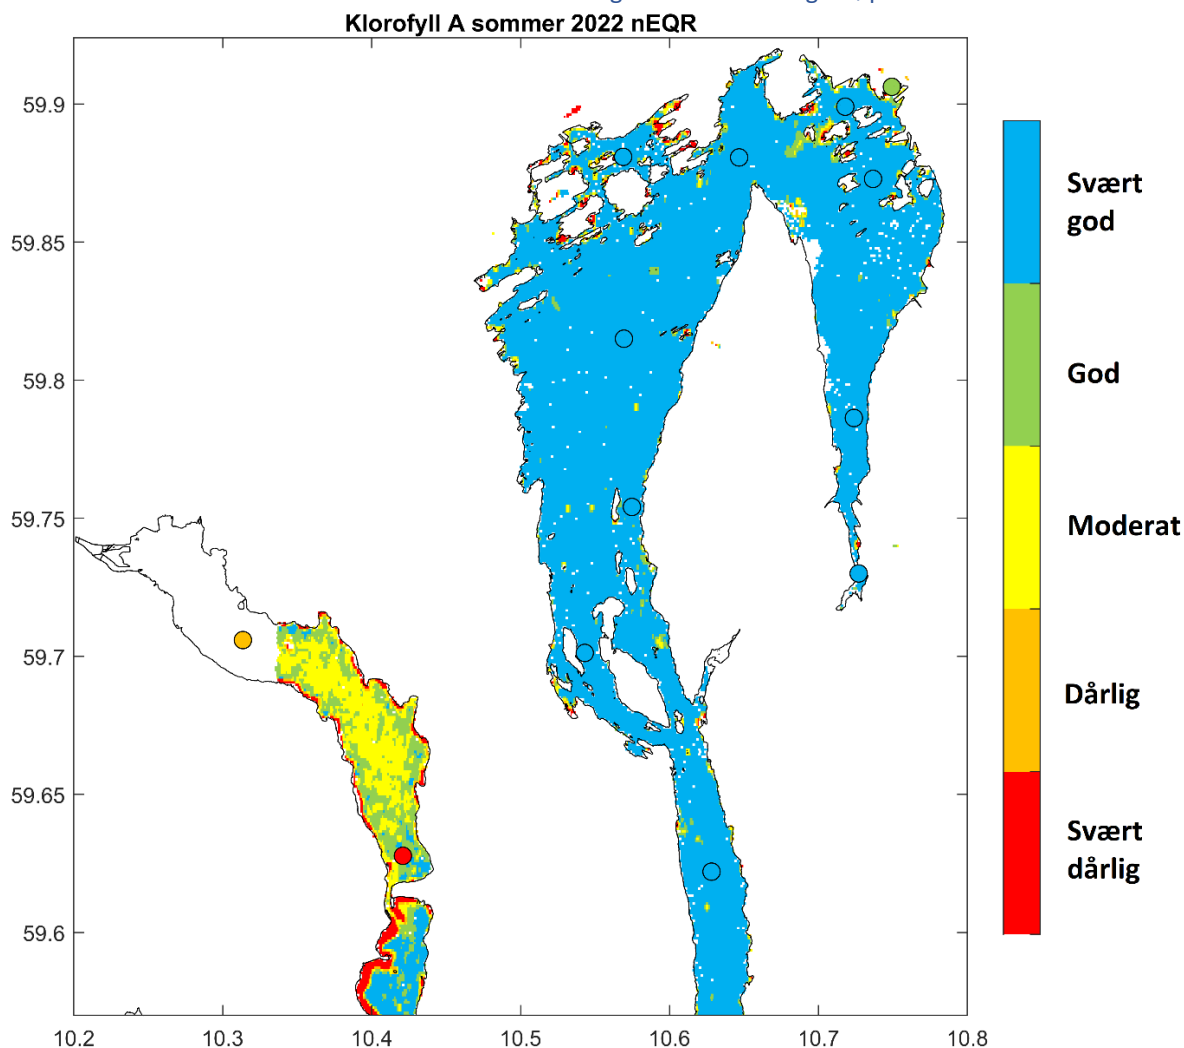 Klorofyll A sommer 2022 nEQR
59.9
59.85
59.8
59.75
59.7
59.65
59.6
10.2 10.3 10.4 10.5 10.6 10.7 10.8
Svært
god
God
Moderat
Dårlig
Svært
dårlig